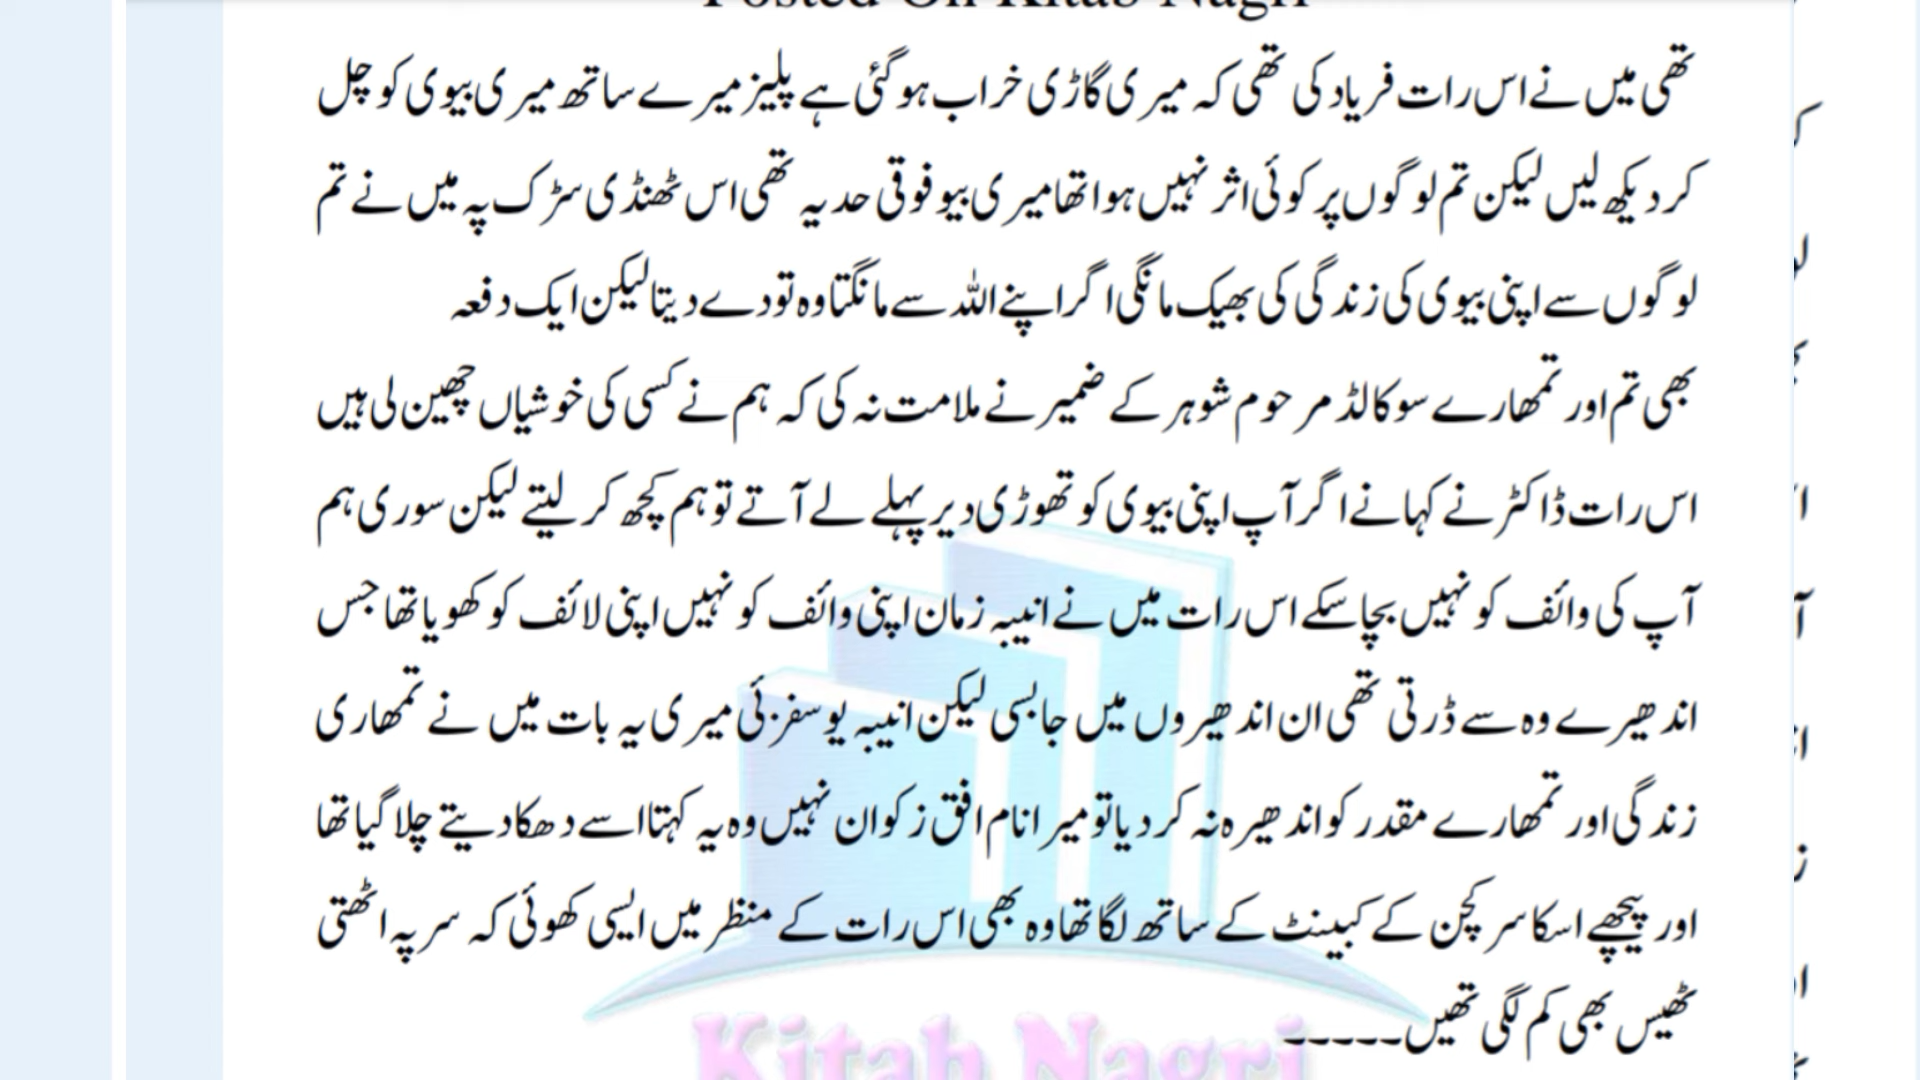 Posted On Kitab Nagri
تھی میں نے اس رات فریاد کی تھی کہ میری گاڑی خراب ہوگئی ہے پلیز میرے ساتھ میری بیوی کو چل
کر دیکھ لیں لیکن تم لوگوں پر کوئی اثر نہیں ہوا تھا میری بیو فوقی حدیہ تھی اس ٹھنڈی سڑک پہ میں نے تم
لوگوں سے اپنی بیوی کی زندگی کی بھیک مانگی اگر اپنے اللہ سے مانگتا وہ تو دے دیتا لیکن ایک دفعہ
بھی تم اور تمھارے سوکالڈ مرحوم شوہر کے ضمیر نے ملامت نہ کی کہ ہم نے کسی کی خوشیاں چھین لی ہیں
اس رات ڈاکٹر نے کہا نے اگر آپ اپنی بیوی کو تھوڑی دیر پہلے لے آتے تو ہم کچھ کر لیتے لیکن سوری ہم
آپ کی وائف کو نہیں بچا سکے اس رات میں نے انیبہ زمان اپنی وائف کو نہیں اپنی لائف کو کھویا تھا جس
اندھیرے وہ سے ڈرتی تھی ان اندھیروں میں جابسی لیکن انیبہ یوسفزئی میری یہ بات میں نے تمھاری
زندگی اور تمھارے مقدر کو اندھیرہ نہ کر دیا تو میرا نام افق زکوان نہیں وہ یہ کہتا اسے دھکا دیتے چلا گیا تھا
اور پیچھے اسکا سر کچن کے کیبینٹ کے ساتھ لگا تھا وہ بھی اس رات کے منظر میں ایسی کھوئی کہ سر پہ اٹھتی
ٹھیس بھی کم لگی تھیں-----
Kitab Nagri